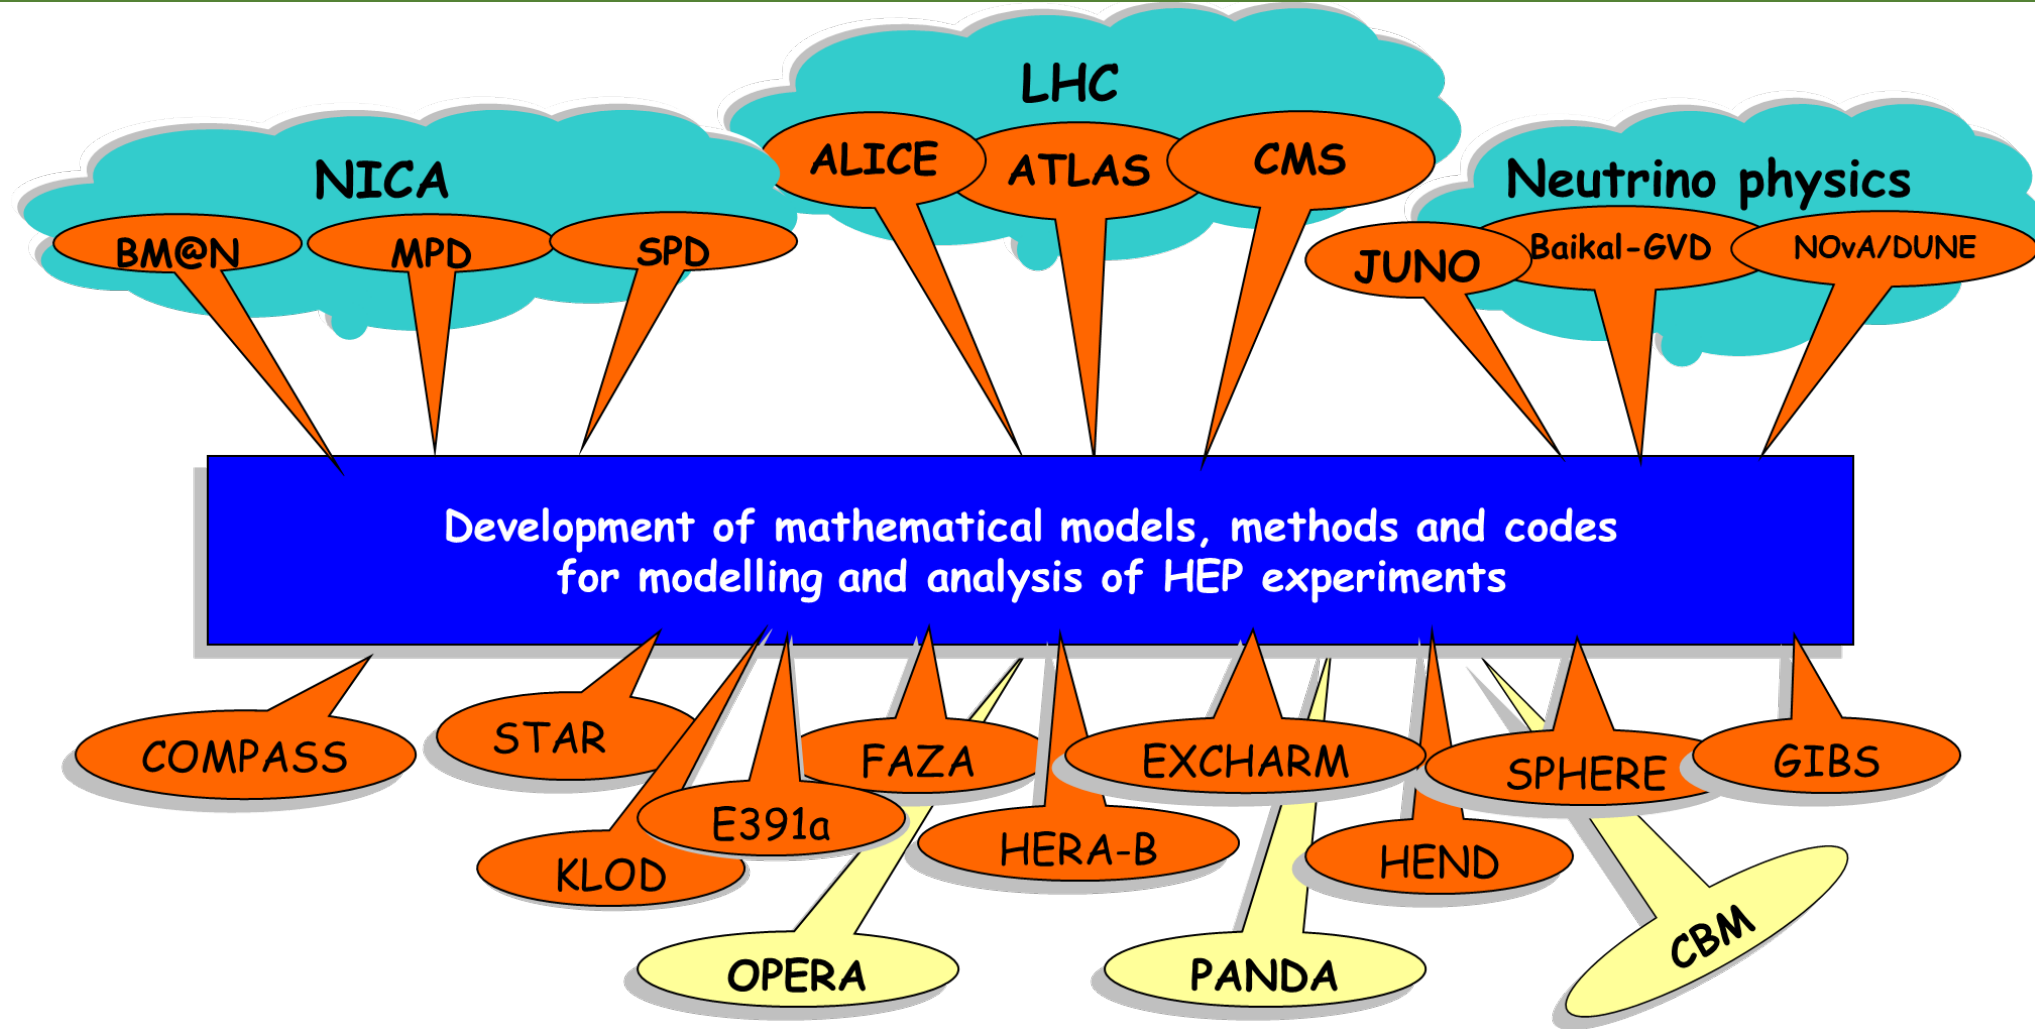 LHC
NICA
Neutrino physics
ALICE
ATLAS
CMS
BM@N
MPD
SPD
JUNO
Baikal-GVD
NOvA/DUNE
Development of mathematical models, methods and codes
for modelling and analysis of HEP experiments
COMPASS
STAR
FAZA
EXCHARM
SPHERE
GIBS
KLOD
E391a
HERA-B
HEND
OPERA
PANDA
CBM